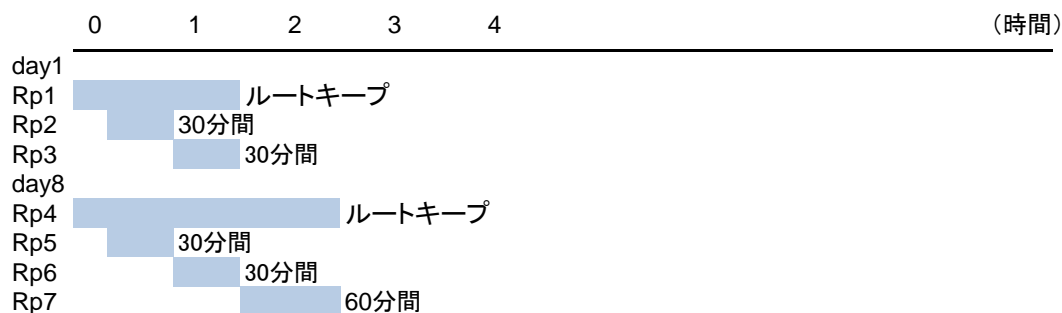 0 1 2 3 4 （時間）
day1
Rp1 ルートキープ
Rp2 30分間
Rp3 30分間
day8
Rp4 ルートキープ
Rp5 30分間
Rp6 30分間
Rp7 60分間